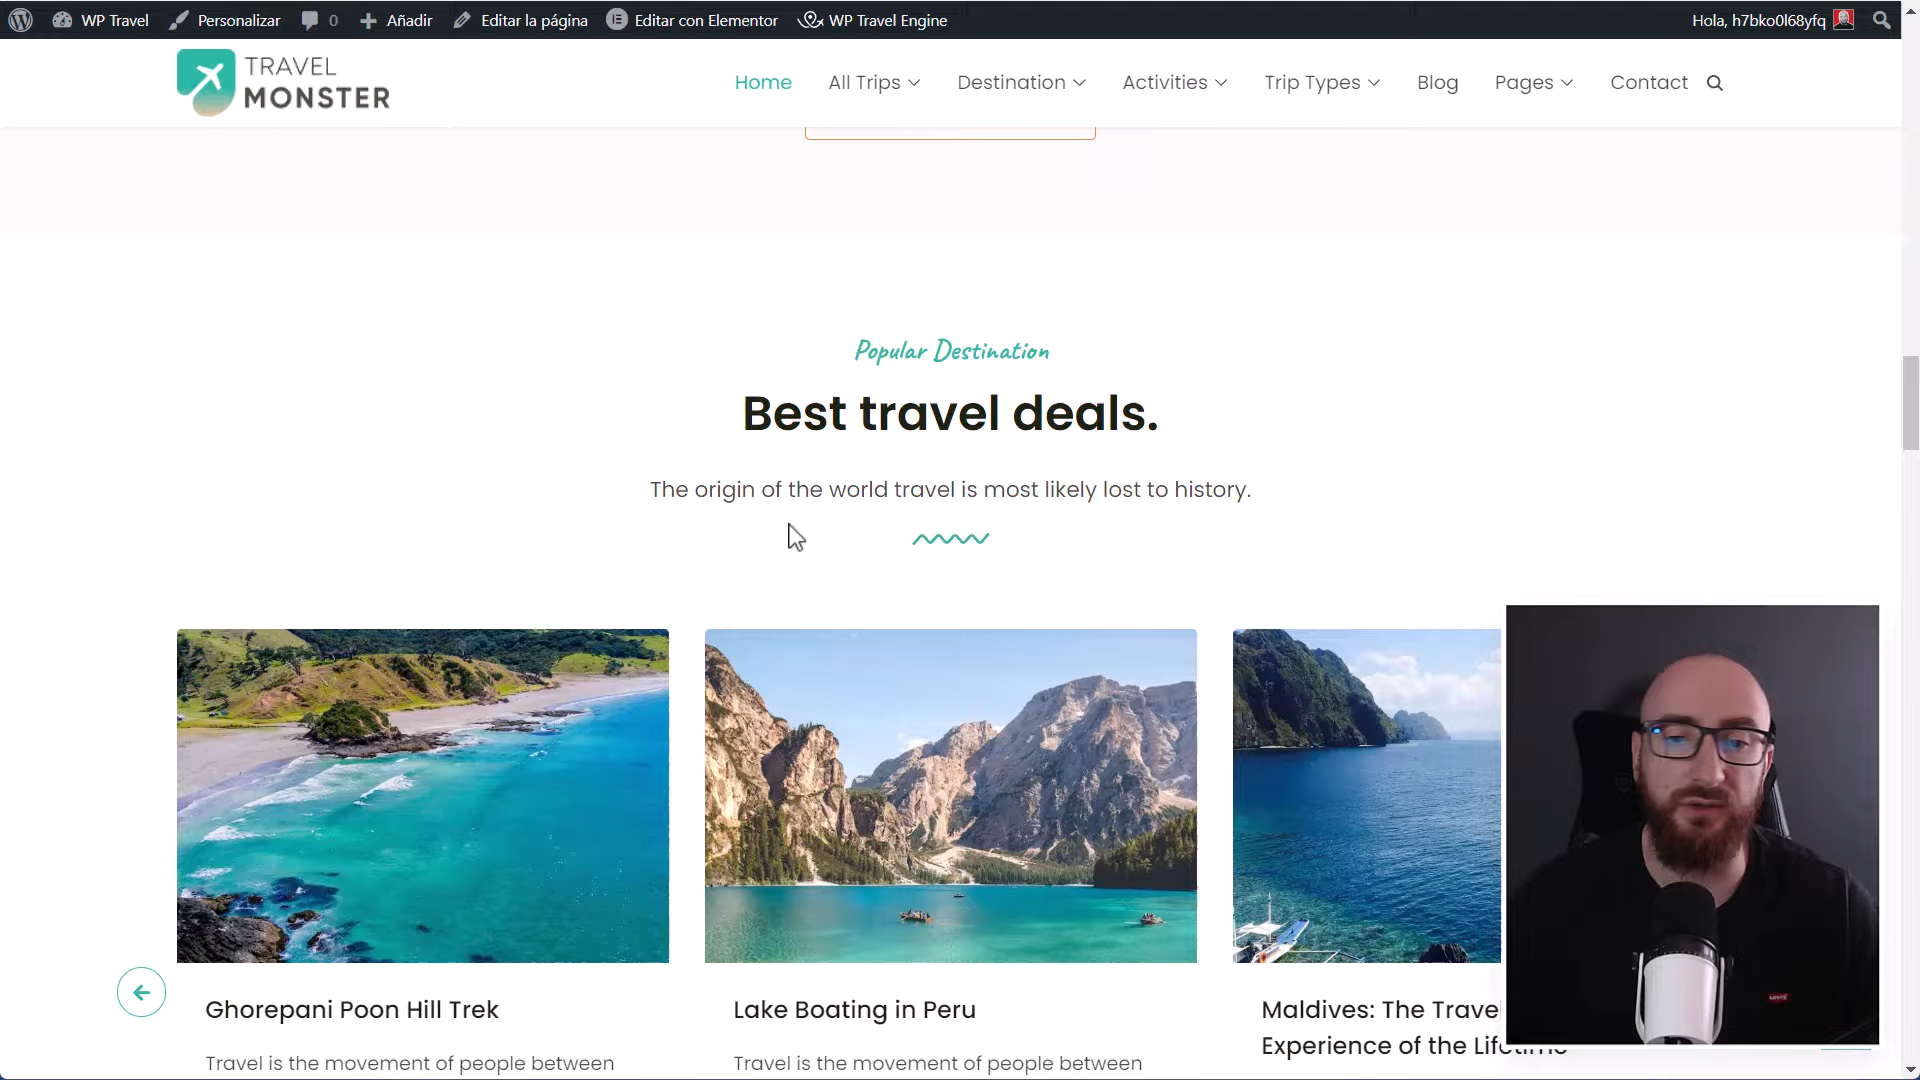 WP Travel Personalizar 0 Añadir Editar la página Editar con Elementor WP Travel Engine Hola, h7bko0l68yfq
TRAVEL
MONSTER
Home All Trips Destination Activities Trip Types Blog Pages Contact
Popular Destination
Best travel deals.
The origin of the world travel is most likely lost to history.
Ghorepani Poon Hill Trek
Lake Boating in Peru
Maldives: The Trave
Experience of the Lifetime
Travel is the movement of people between
Travel is the movement of people between